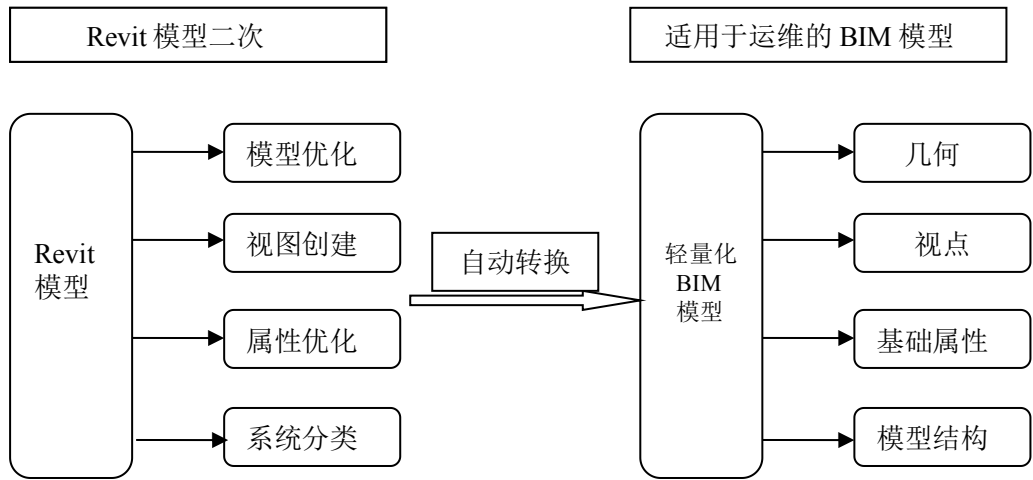 Revit 模型二次
适用于运维的 BIM 模型
Revit
模型
模型优化
视图创建
属性优化
系统分类
自动转换
轻量化
BIM
模型
几何
视点
基础属性
模型结构